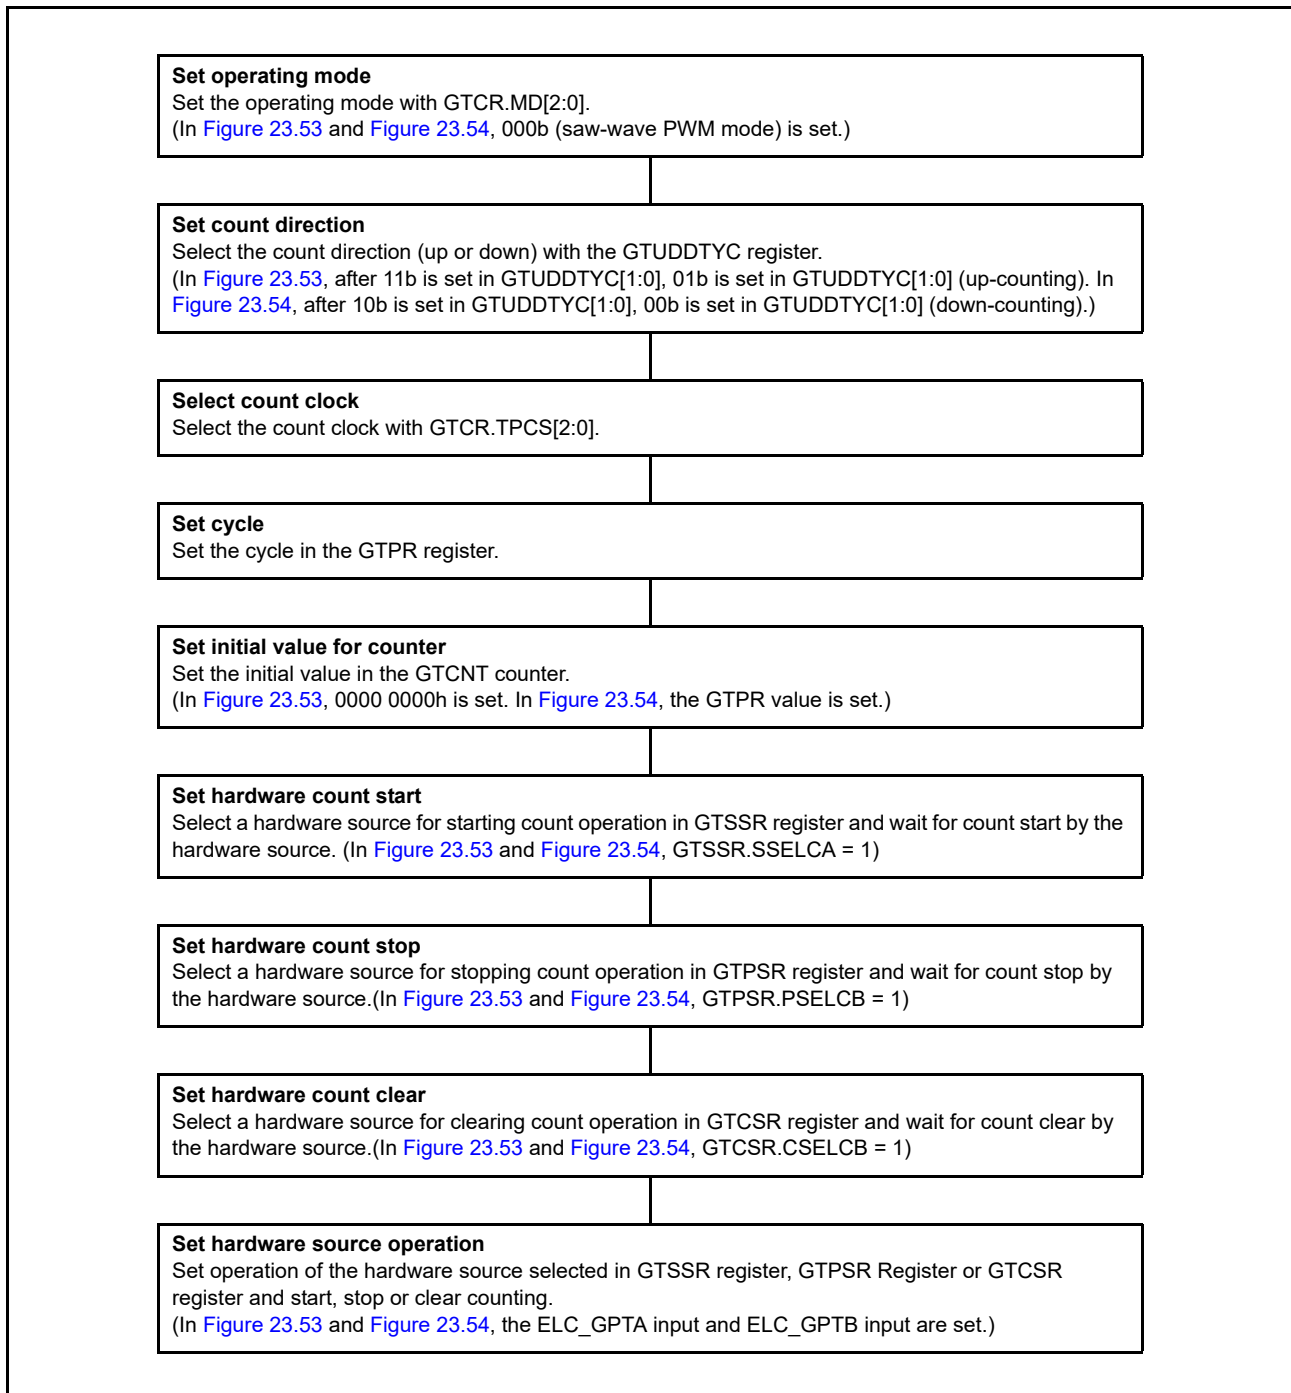 Set operating mode
Set the operating mode with GTCR.MD[2:0].
(In Figure 23.53 and Figure 23.54, 000b (saw-wave PWM mode) is set.)
Set count direction
Select the count direction (up or down) with the GTUDDTYC register.
(In Figure 23.53, after 11b is set in GTUDDTYC[1:0], 01b is set in GTUDDTYC[1:0] (up-counting). In
Figure 23.54, after 10b is set in GTUDDTYC[1:0], 00b is set in GTUDDTYC[1:0] (down-counting).)
Select count clock
Select the count clock with GTCR.TPCS[2:0].
Set cycle
Set the cycle in the GTPR register.
Set initial value for counter
Set the initial value in the GTCNT counter.
(In Figure 23.53, 0000 0000h is set. In Figure 23.54, the GTPR value is set.)
Set hardware count start
Select a hardware source for starting count operation in GTSSR register and wait for count start by the
hardware source. (In Figure 23.53 and Figure 23.54, GTSSR.SSELCA = 1)
Set hardware count stop
Select a hardware source for stopping count operation in GTPSR register and wait for count stop by
the hardware source.(In Figure 23.53 and Figure 23.54, GTPSR.PSELCB = 1)
Set hardware count clear
Select a hardware source for clearing count operation in GTCSR register and wait for count clear by
the hardware source.(In Figure 23.53 and Figure 23.54, GTCSR.CSELCB = 1)
Set hardware source operation
Set operation of the hardware source selected in GTSSR register, GTPSR Register or GTCSR
register and start, stop or clear counting.
(In Figure 23.53 and Figure 23.54, the ELC_GPTA input and ELC_GPTB input are set.)